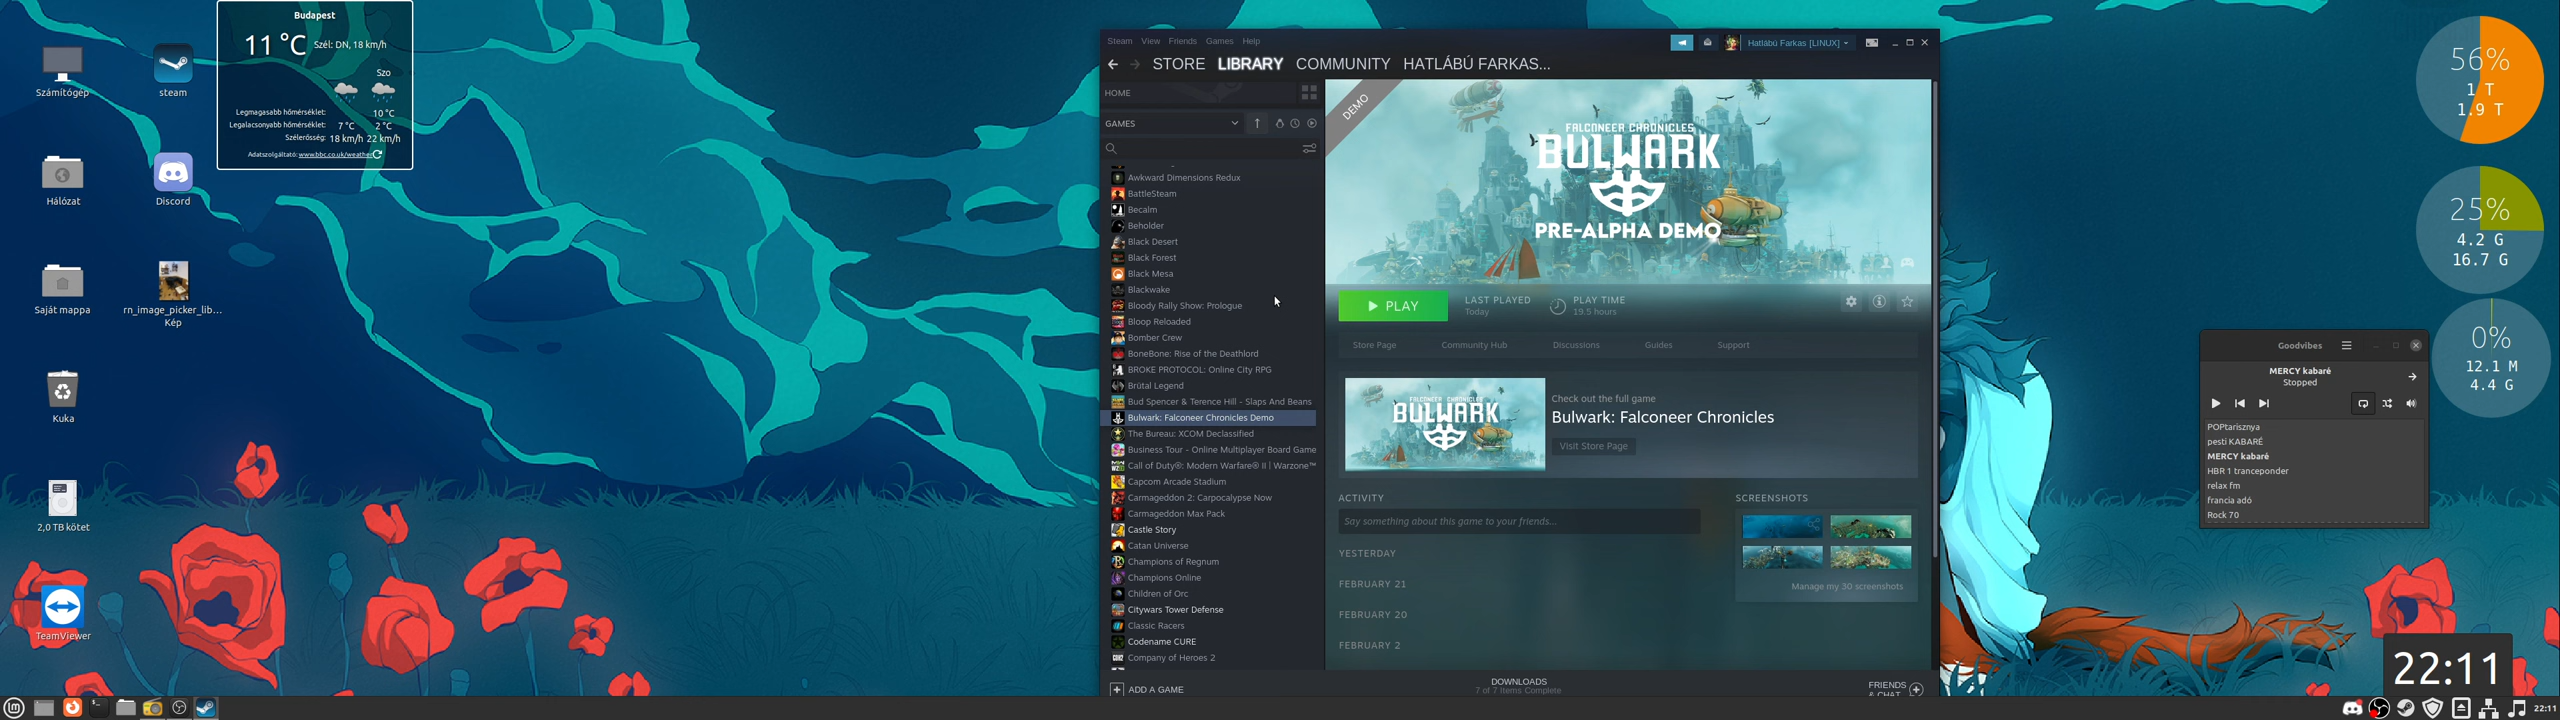 Számítógép
steam
Hálózat
Discord
Saját mappa
rn_image_picker_lib...
Kép
Kuka
2,0 TB kötet
TeamViewer
Budapest
11 °C Szél: DN, 18 km/h
Szo
Legmagasabb hőmérséklet: 10 °C
Legalacsonyabb hőmérséklet: 7 °C 2 °C
Szélerősség: 18 km/h 22 km/h
Adatszolgáltató: www.bbc.co.uk/weather
Steam View Friends Games Help
Hatlábú Farkas [LINUX]
STORE LIBRARY COMMUNITY HATLÁBÚ FARKAS...
HOME
GAMES
Awkward Dimensions Redux
BattleSteam
Becalm
Beholder
Black Desert
Black Forest
Black Mesa
Blackwake
Bloody Rally Show: Prologue
Bloop Reloaded
Bomber Crew
BoneBone: Rise of the Deathlord
BROKE PROTOCOL: Online City RPG
Brütal Legend
Bud Spencer & Terence Hill - Slaps And Beans
Bulwark: Falconeer Chronicles Demo
The Bureau: XCOM Declassified
Business Tour - Online Multiplayer Board Game
Call of Duty®: Modern Warfare® II | Warzone™
Capcom Arcade Stadium
Carmageddon 2: Carpocalypse Now
Carmageddon Max Pack
Castle Story
Catan Universe
Champions of Regnum
Champions Online
Children of Orc
Citywars Tower Defense
Classic Racers
Codename CURE
Company of Heroes 2
ADD A GAME
DEMO
FALCONEER CHRONICLES
BULWARK
PRE-ALPHA DEMO
PLAY
LAST PLAYED
Today
PLAY TIME
19.5 hours
Store Page Community Hub Discussions Guides Support
FALCONEER CHRONICLES
BULWARK
Check out the full game
Bulwark: Falconeer Chronicles
Visit Store Page
ACTIVITY
Say something about this game to your friends...
YESTERDAY
FEBRUARY 21
FEBRUARY 20
FEBRUARY 2
SCREENSHOTS
Manage my 30 screenshots
DOWNLOADS
7 of 7 Items Complete
FRIENDS
& CHAT
56%
1 T
1.9 T
25%
4.2 G
16.7 G
0%
12.1 M
4.4 G
Goodvibes
MERCY kabaré
Stopped
POPtarisznya
pesti KABARÉ
MERCY kabaré
HBR 1 tranceponder
relax fm
francia adó
Rock 70
22:11
22:11